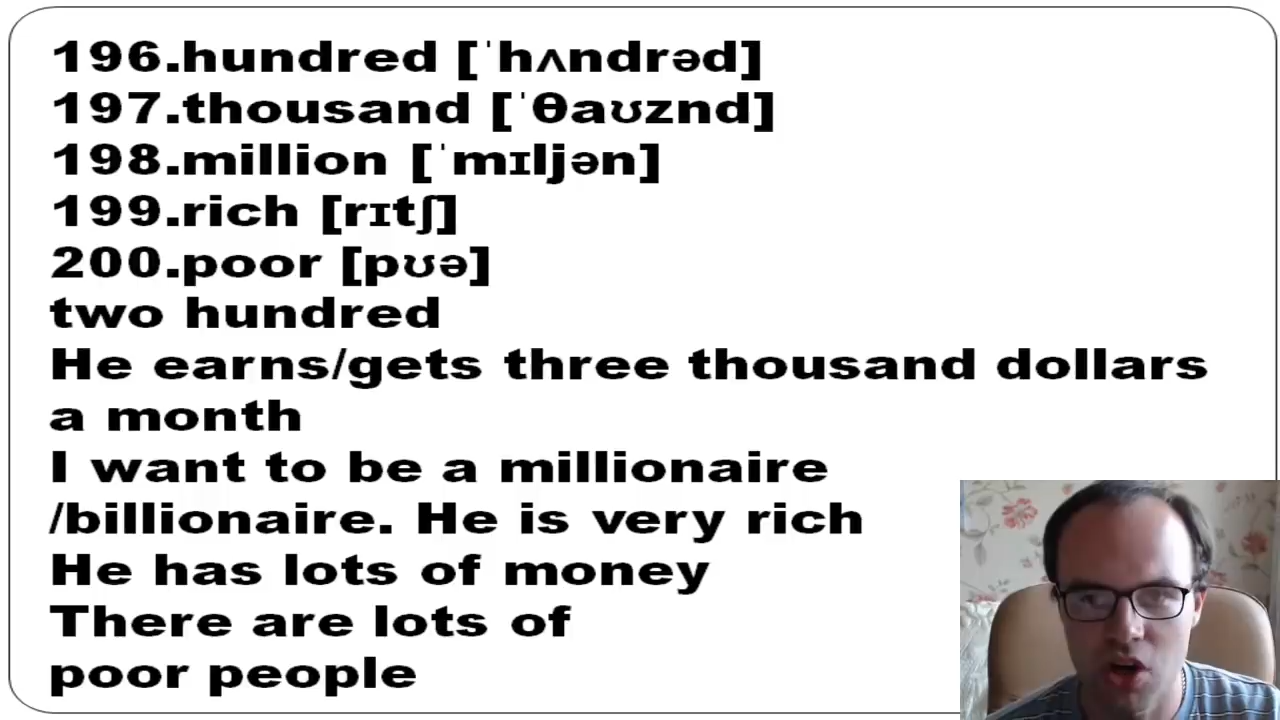 196.hundred [ˈhʌndrəd]
197.thousand [ˈθaʊznd]
198.million [ˈmɪljən]
199.rich [rɪtʃ]
200.poor [pʊə]
two hundred
He earns/gets three thousand dollars
a month
I want to be a millionaire
/billionaire. He is very rich
He has lots of money
There are lots of
poor people